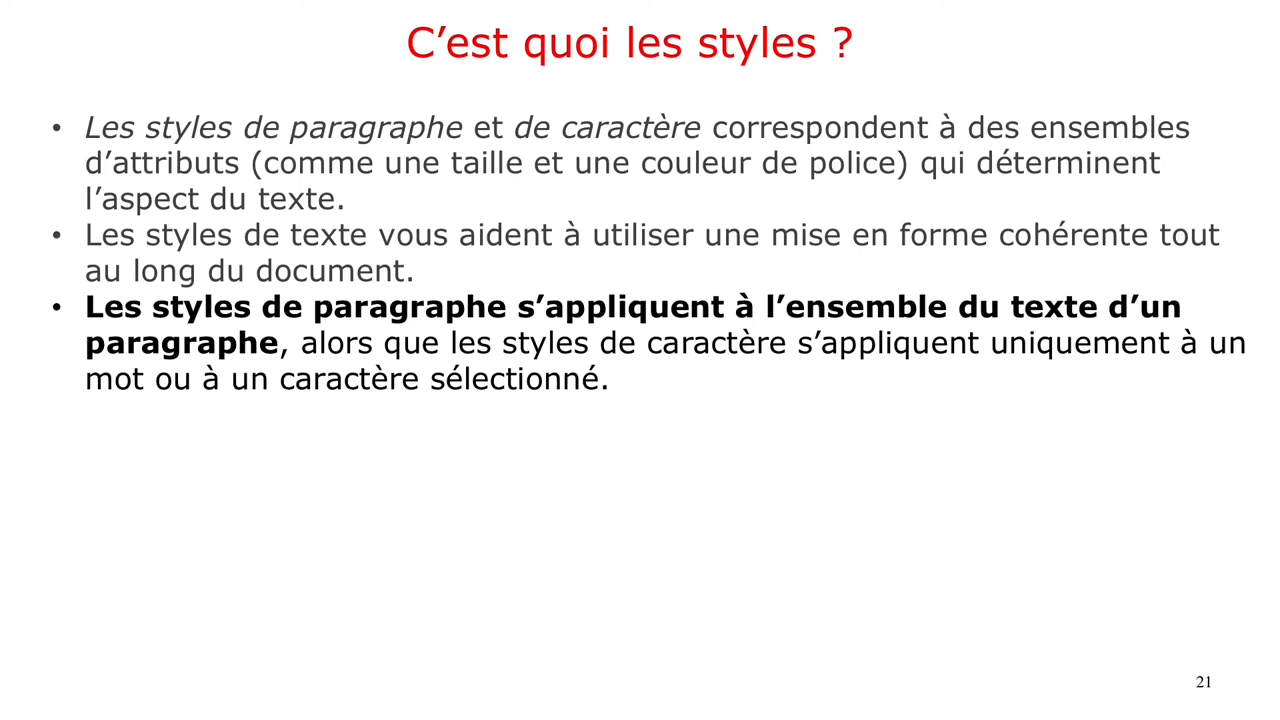 C’est quoi les styles ?
• Les styles de paragraphe et de caractère correspondent à des ensembles
d’attributs (comme une taille et une couleur de police) qui déterminent
l’aspect du texte.
• Les styles de texte vous aident à utiliser une mise en forme cohérente tout
au long du document.
• Les styles de paragraphe s’appliquent à l’ensemble du texte d’un
paragraphe, alors que les styles de caractère s’appliquent uniquement à un
mot ou à un caractère sélectionné.
21